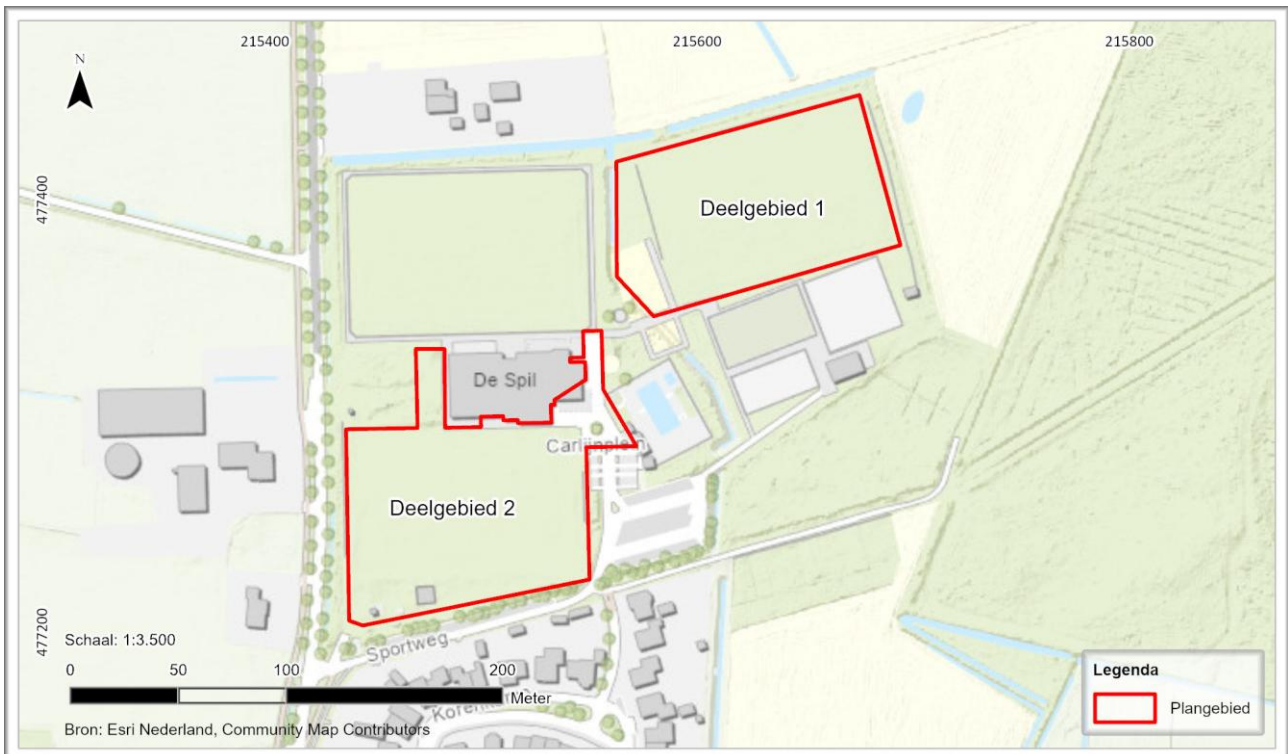 215400
215600
215800
N
477400
Deelgebied 1
De Spil
Carlijnplein
Deelgebied 2
477200
Schaal: 1:3.500
Sportweg
0
50
100
200
Meter
Legenda
Plangebied
Bron: Esri Nederland, Community Map Contributors